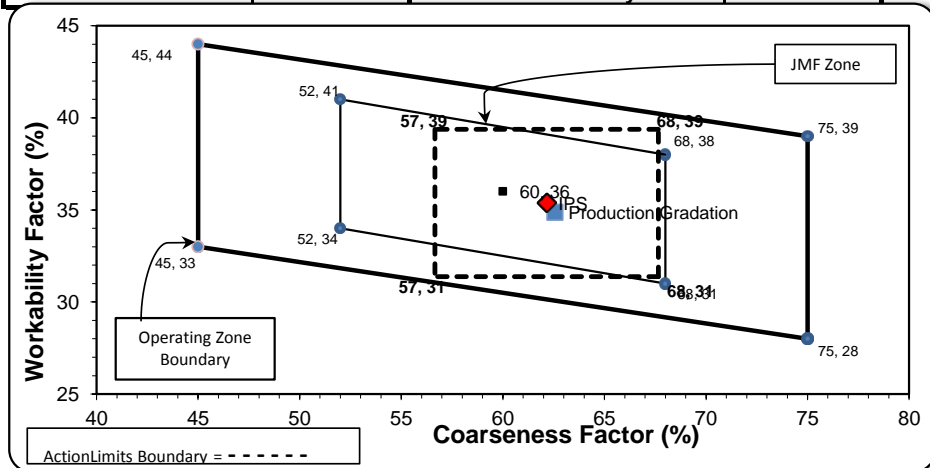 45
45, 44
JMF Zone
52, 41
40
57, 39
68, 39
75, 39
68, 38
Workability Factor (%)
60, 36
IPS
35
Production Gradation
52, 34
45, 33
57, 31
68, 31
68, 31
30
Operating Zone
Boundary
75, 28
25
40 45 50 55 60 65 70 75 80
Coarseness Factor (%)
ActionLimits Boundary = - - - - - -